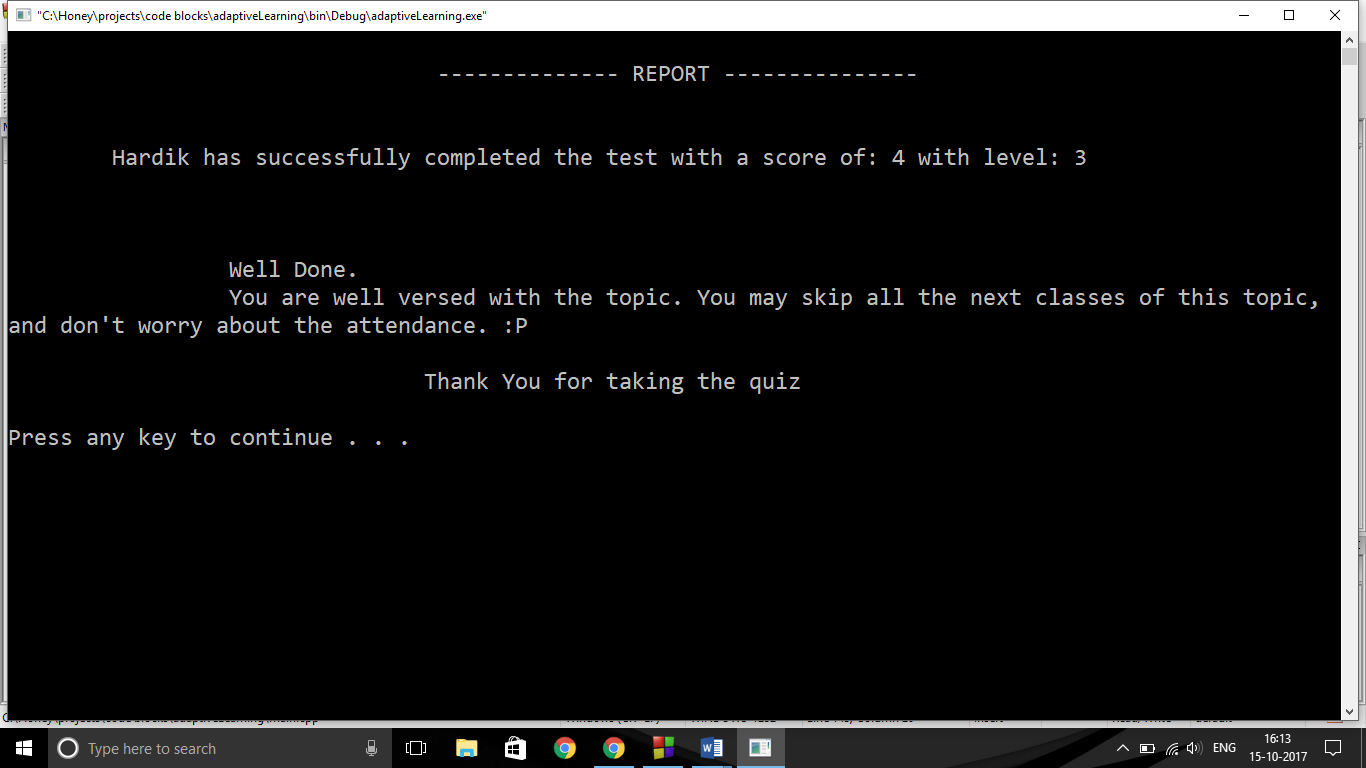 "C:\Honey\projects\code blocks\adaptiveLearning\bin\Debug\adaptiveLearning.exe"
-------------- REPORT ---------------
Hardik has successfully completed the test with a score of: 4 with level: 3
Well Done.
You are well versed with the topic. You may skip all the next classes of this topic,
and don't worry about the attendance. :P
Thank You for taking the quiz
Press any key to continue . . .
Type here to search
ENG
16:13
15-10-2017